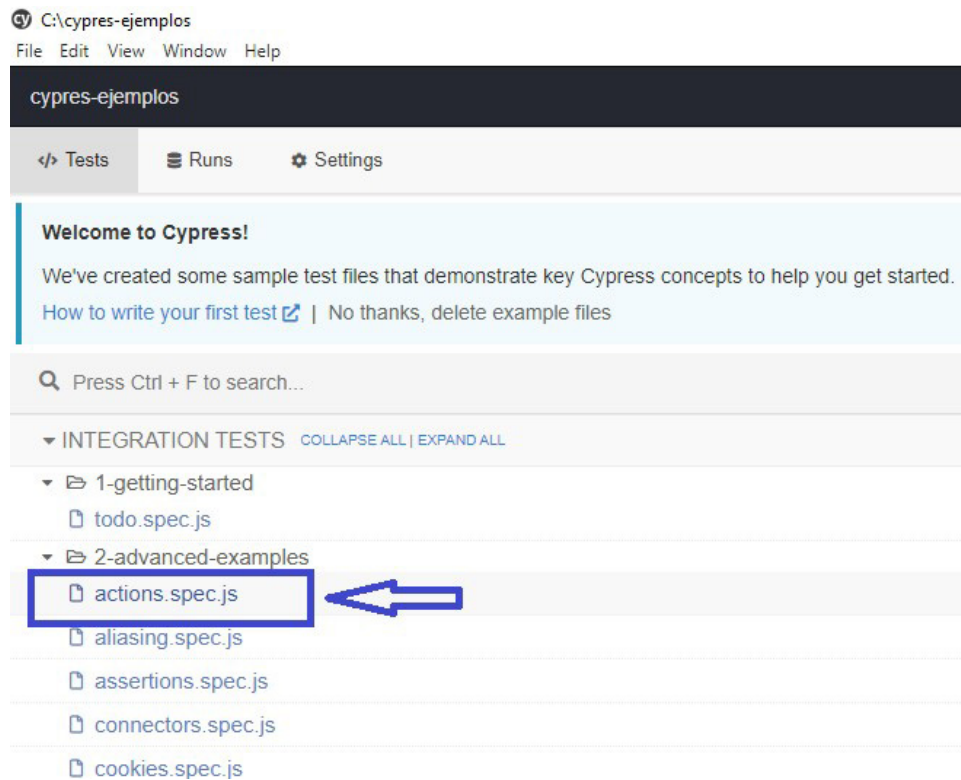 cy C:\cypres-ejemplos
File Edit View Window Help
cypres-ejemplos
</> Tests Runs Settings
Welcome to Cypress!
We've created some sample test files that demonstrate key Cypress concepts to help you get started.
How to write your first test | No thanks, delete example files
Press Ctrl + F to search...
INTEGRATION TESTS COLLAPSE ALL | EXPAND ALL
1-getting-started
todo.spec.js
2-advanced-examples
actions.spec.js
aliasing.spec.js
assertions.spec.js
connectors.spec.js
cookies.spec.js